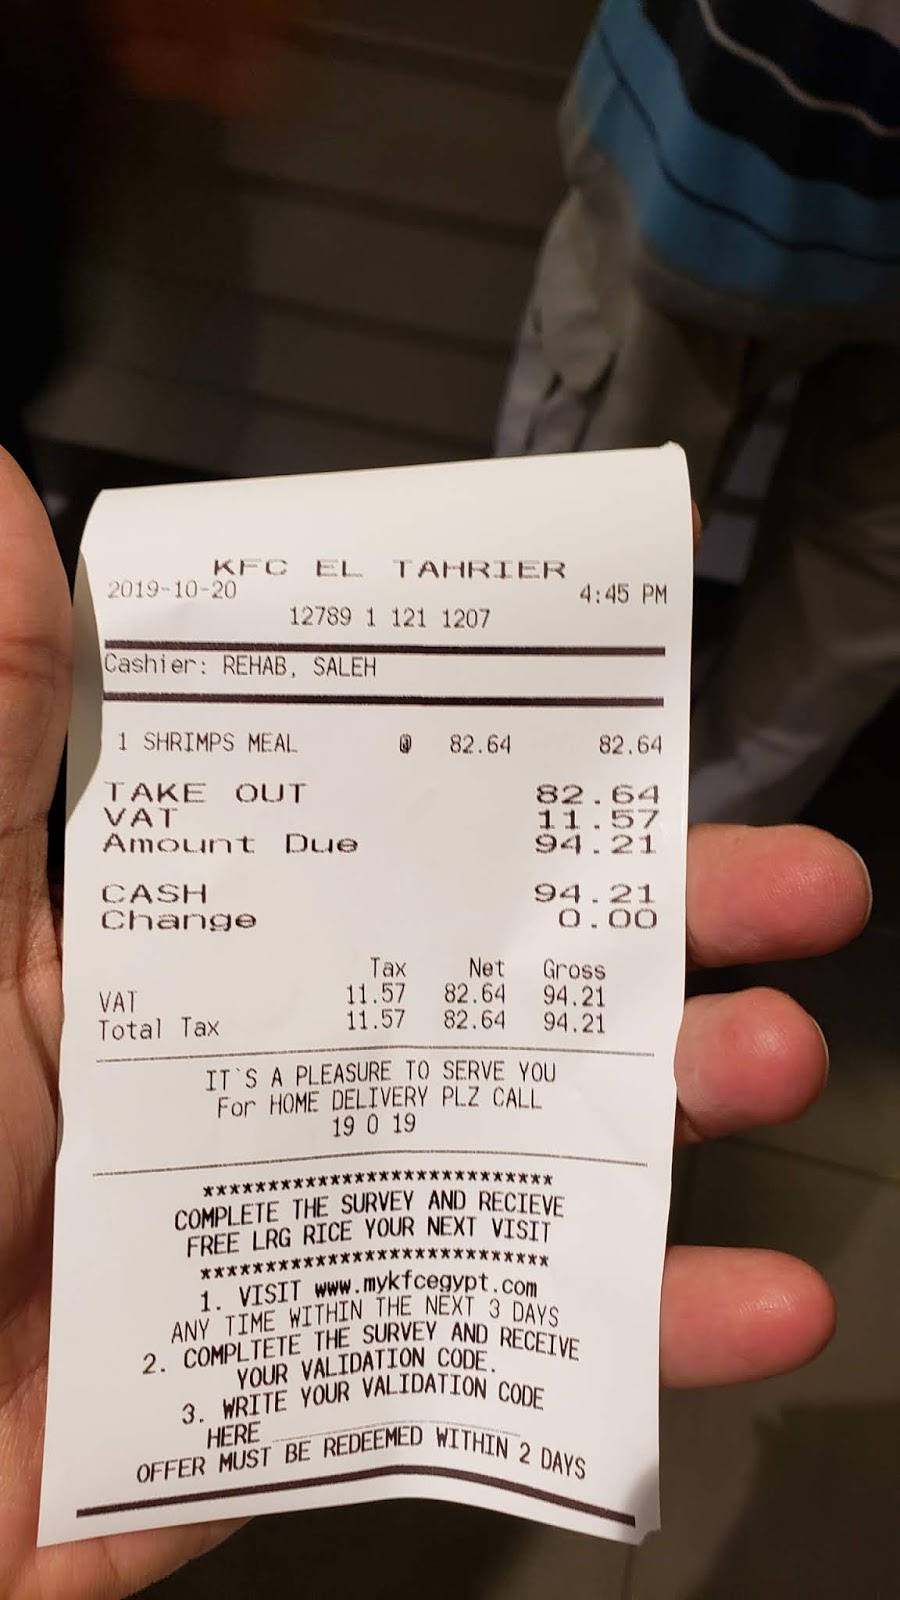 KFC EL TAHRIER
2019-10-20 4:45 PM
12789 1 121 1207
Cashier: REHAB, SALEH
1 SHRIMPS MEAL @ 82.64 82.64
TAKE OUT 82.64
VAT 11.57
Amount Due 94.21
CASH 94.21
Change 0.00
Tax Net Gross
VAT 11.57 82.64 94.21
Total Tax 11.57 82.64 94.21
IT`S A PLEASURE TO SERVE YOU
For HOME DELIVERY PLZ CALL
19 0 19
***************************
COMPLETE THE SURVEY AND RECIEVE
FREE LRG RICE YOUR NEXT VISIT
***************************
1. VISIT www.mykfcegypt.com
ANY TIME WITHIN THE NEXT 3 DAYS
2. COMPLTETE THE SURVEY AND RECEIVE
YOUR VALIDATION CODE.
3. WRITE YOUR VALIDATION CODE
HERE
OFFER MUST BE REDEEMED WITHIN 2 DAYS